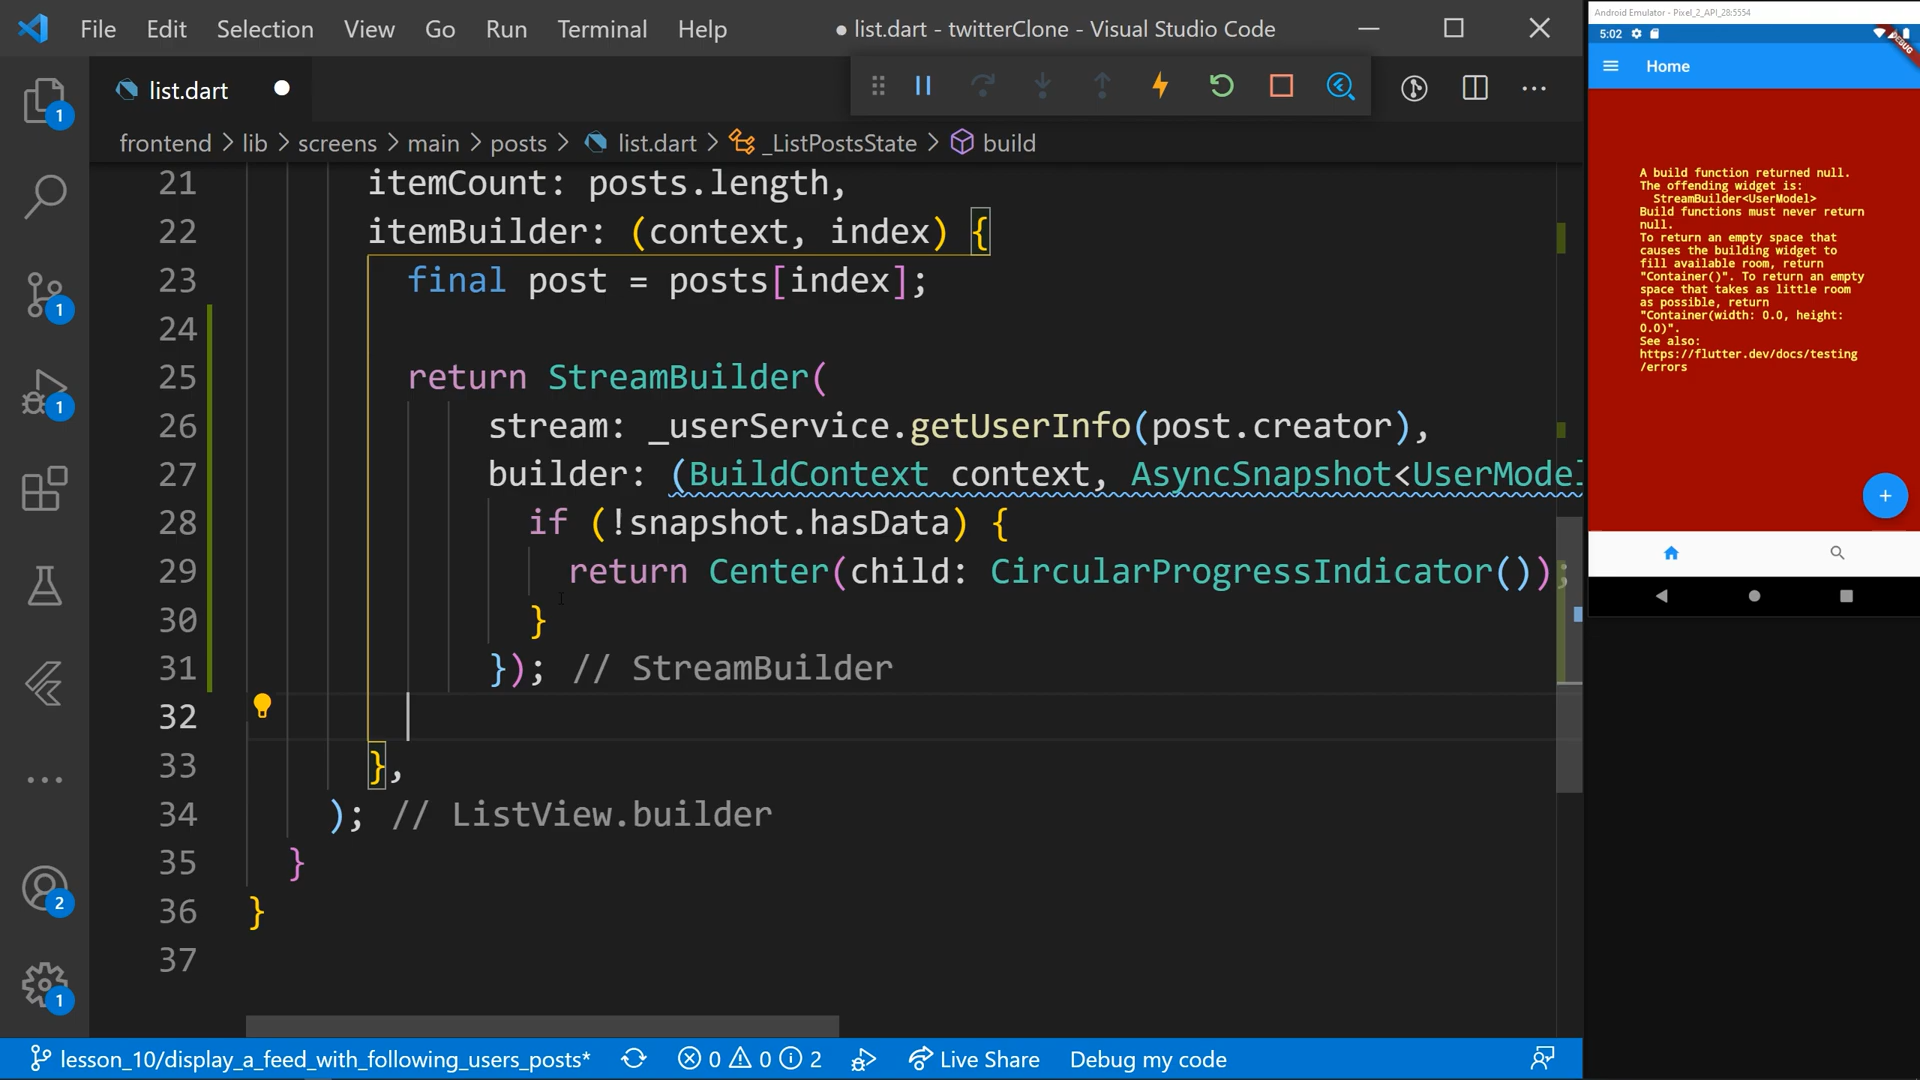 File Edit Selection View Go Run Terminal Help
● list.dart - twitterClone - Visual Studio Code
list.dart
frontend > lib > screens > main > posts > list.dart > _ListPostsState > build
21 itemCount: posts.length,
22 itemBuilder: (context, index) {
23 final post = posts[index];
24
25 return StreamBuilder(
26 stream: _userService.getUserInfo(post.creator),
27 builder: (BuildContext context, AsyncSnapshot<UserModel
28 if (!snapshot.hasData) {
29 return Center(child: CircularProgressIndicator());
30 }
31 }); // StreamBuilder
32
33 },
34 ); // ListView.builder
35 }
36 }
37
1
1
1
2
1
lesson_10/display_a_feed_with_following_users_posts* 0 0 2 Live Share Debug my code
Android Emulator - Pixel_2_API_28:5554
5:02
DEBUG
Home
A build function returned null.
The offending widget is:
StreamBuilder<UserModel>
Build functions must never return
null.
To return an empty space that
causes the building widget to
fill available room, return
"Container()". To return an empty
space that takes as little room
as possible, return
"Container(width: 0.0, height:
0.0)".
See also:
https://flutter.dev/docs/testing
/errors